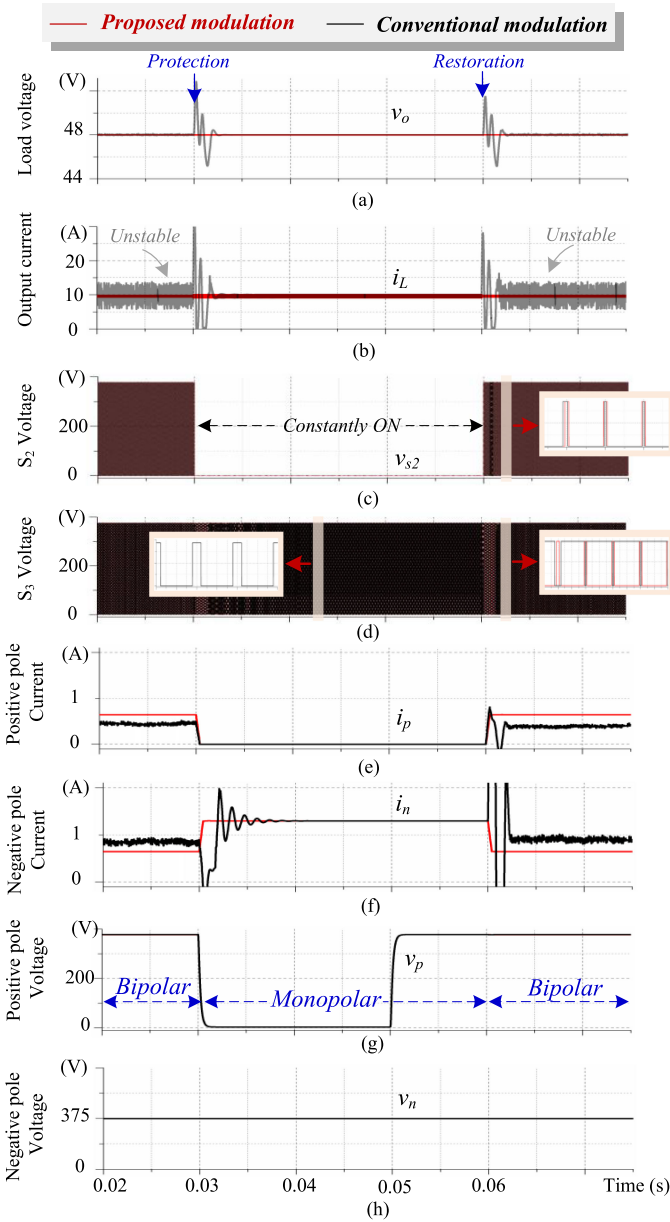 Proposed modulation
Conventional modulation
Protection
Restoration
(V)
48
44
Load voltage
v_o
(a)
(A)
20
10
0
Output current
Unstable
Unstable
i_L
(b)
(V)
200
0
S2 Voltage
Constantly ON
v_s2
(c)
(V)
200
0
S3 Voltage
(d)
(A)
1
0
Positive pole
Current
i_p
(e)
(A)
1
0
Negative pole
Current
i_n
(f)
(V)
200
0
Positive pole
Voltage
v_p
Bipolar
Monopolar
Bipolar
(g)
(V)
375
0
Negative pole
Voltage
v_n
0.02 0.03 0.04 0.05 0.06 Time (s)
(h)